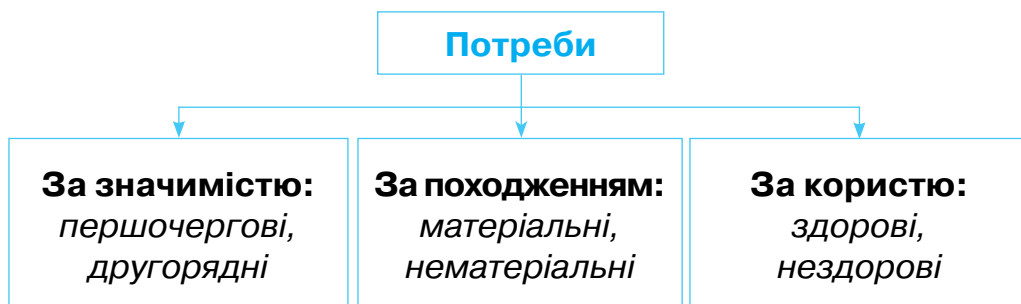 Потреби
За значимістю:
першочергові,
другорядні
За походженням:
матеріальні,
нематеріальні
За користю:
здорові,
нездорові